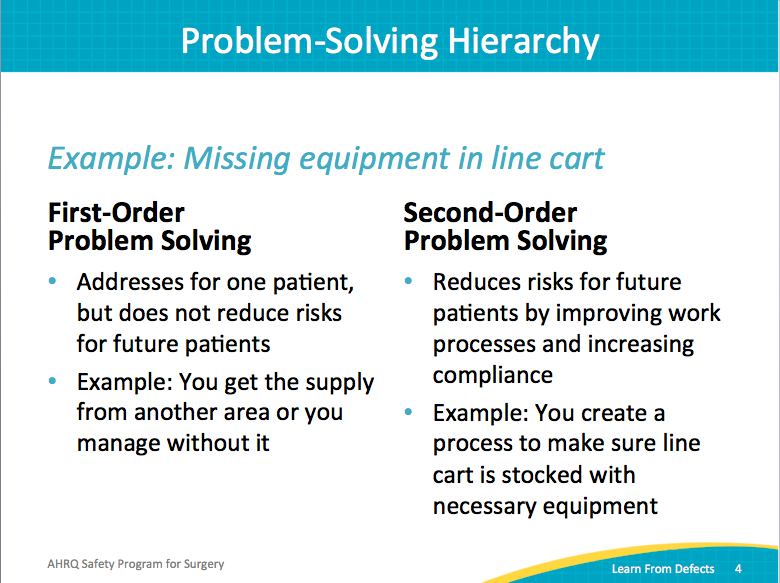 Problem-Solving Hierarchy
Example: Missing equipment in line cart
First-Order
Problem Solving
• Addresses for one patient,
but does not reduce risks
for future patients
• Example: You get the supply
from another area or you
manage without it
Second-Order
Problem Solving
• Reduces risks for future
patients by improving work
processes and increasing
compliance
• Example: You create a
process to make sure line
cart is stocked with
necessary equipment
AHRQ Safety Program for Surgery
Learn From Defects 4